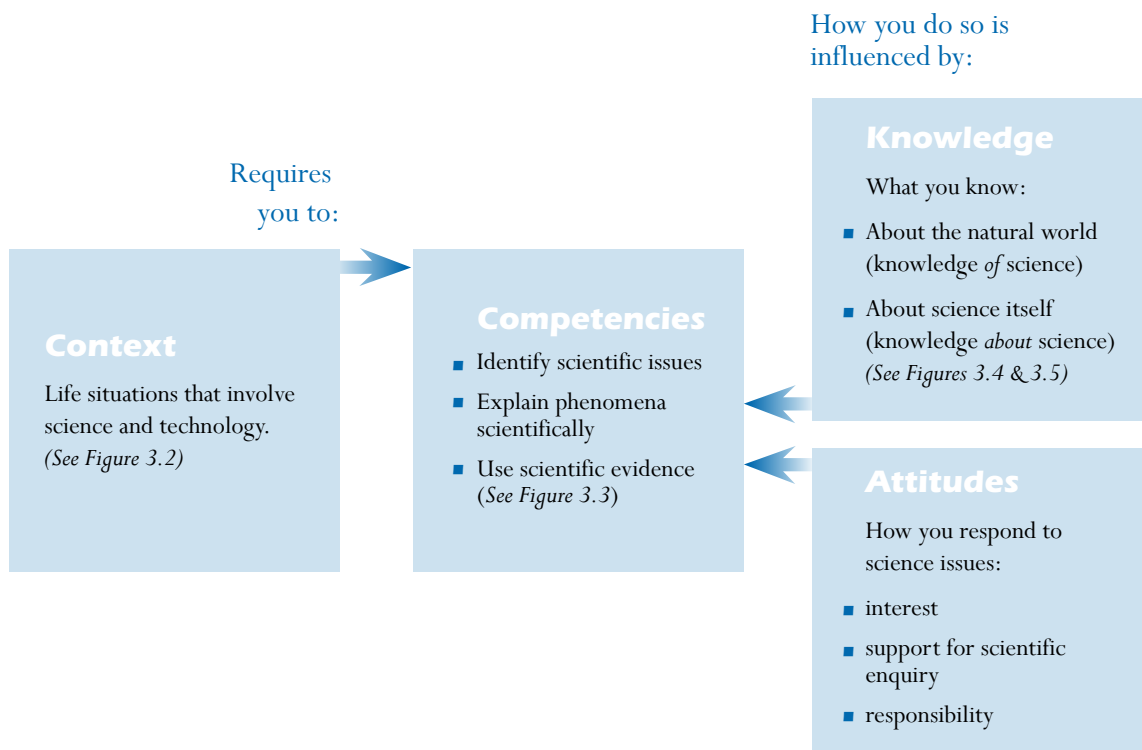 Requires
you to:
How you do so is
influenced by:
Context
Life situations that involve
science and technology.
(See Figure 3.2)
Competencies
Identify scientific issues
Explain phenomena
scientifically
Use scientific evidence
(See Figure 3.3)
Knowledge
What you know:
About the natural world
(knowledge of science)
About science itself
(knowledge about science)
(See Figures 3.4 & 3.5)
Attitudes
How you respond to
science issues:
interest
support for scientific
enquiry
responsibility